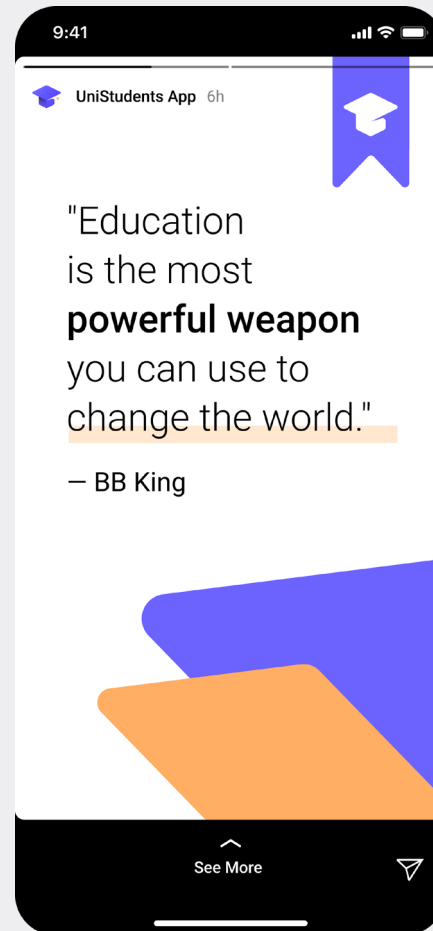 9:41
UniStudents App 6h
"Education
is the most
powerful weapon
you can use to
change the world."
— BB King
See More